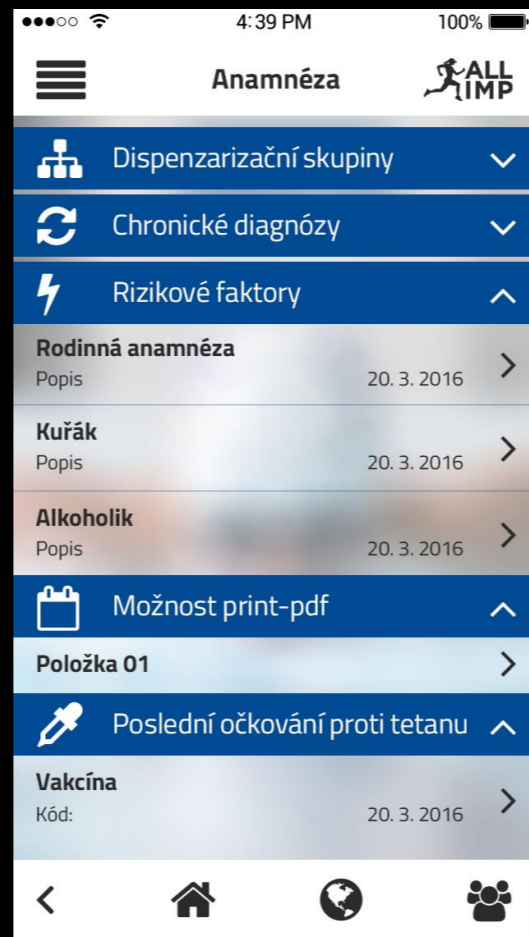 4:39 PM 100%
Anamnéza
ALL
IMP
Dispenzarizační skupiny
Chronické diagnózy
Rizikové faktory
Rodinná anamnéza
Popis 20. 3. 2016
Kuřák
Popis 20. 3. 2016
Alkoholik
Popis 20. 3. 2016
Možnost print-pdf
Položka 01
Poslední očkování proti tetanu
Vakcína
Kód: 20. 3. 2016